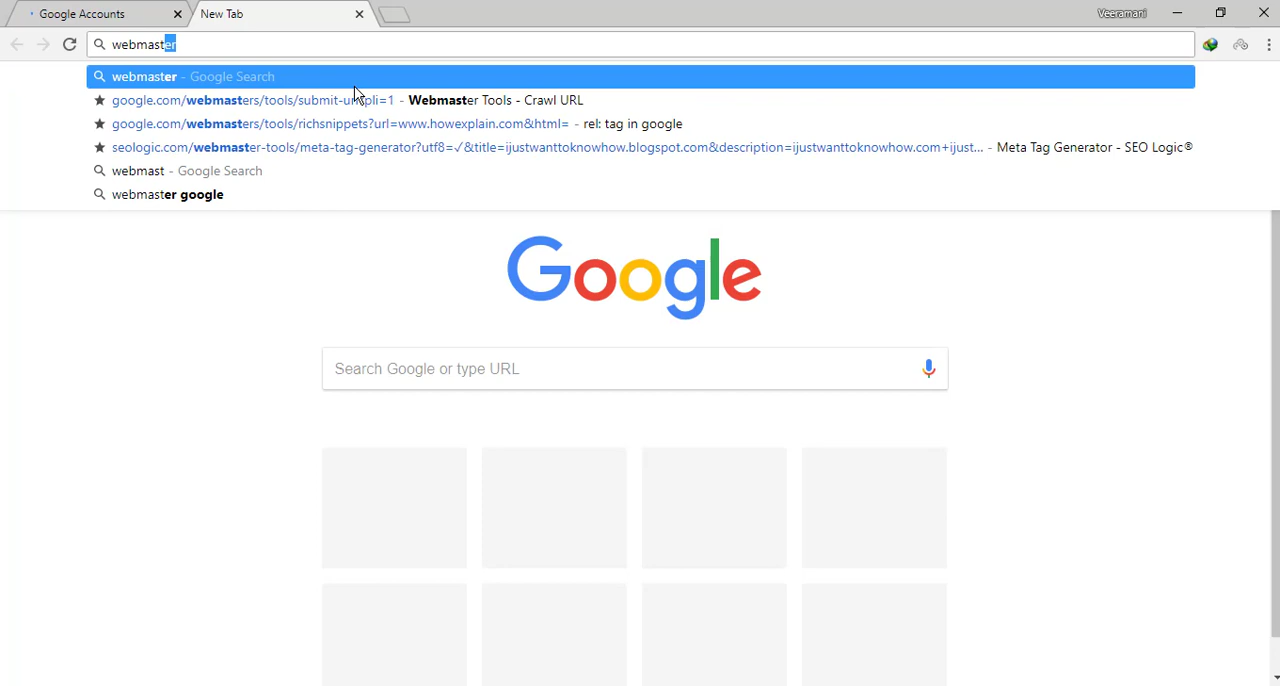 Google Accounts
New Tab
Veeramani
webmaster
webmaster - Google Search
google.com/webmasters/tools/submit-url?pli=1 - Webmaster Tools - Crawl URL
google.com/webmasters/tools/richsnippets?url=www.howexplain.com&html= - rel: tag in google
seologic.com/webmaster-tools/meta-tag-generator?utf8=✓&title=ijustwanttoknowhow.blogspot.com&description=ijustwanttoknowhow.com+ijust... - Meta Tag Generator - SEO Logic®
webmast - Google Search
webmaster google
Google
Search Google or type URL